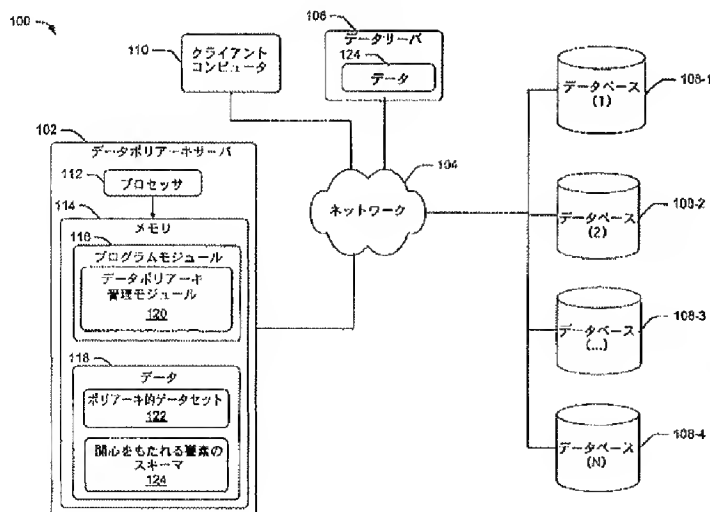 100
110
クライアント
コンピュータ
106
データサーバ
124
データ
102
データポリアーキサーバ
112
プロセッサ
114
メモリ
116
プログラムモジュール
データポリアーキ
管理モジュール
120
118
データ
ポリアーキ的データセット
122
関心をもたれる要素の
スキーマ
124
104
ネットワーク
データベース
(1)
108-1
データベース
(2)
108-2
データベース
(...)
108-3
データベース
(N)
108-4